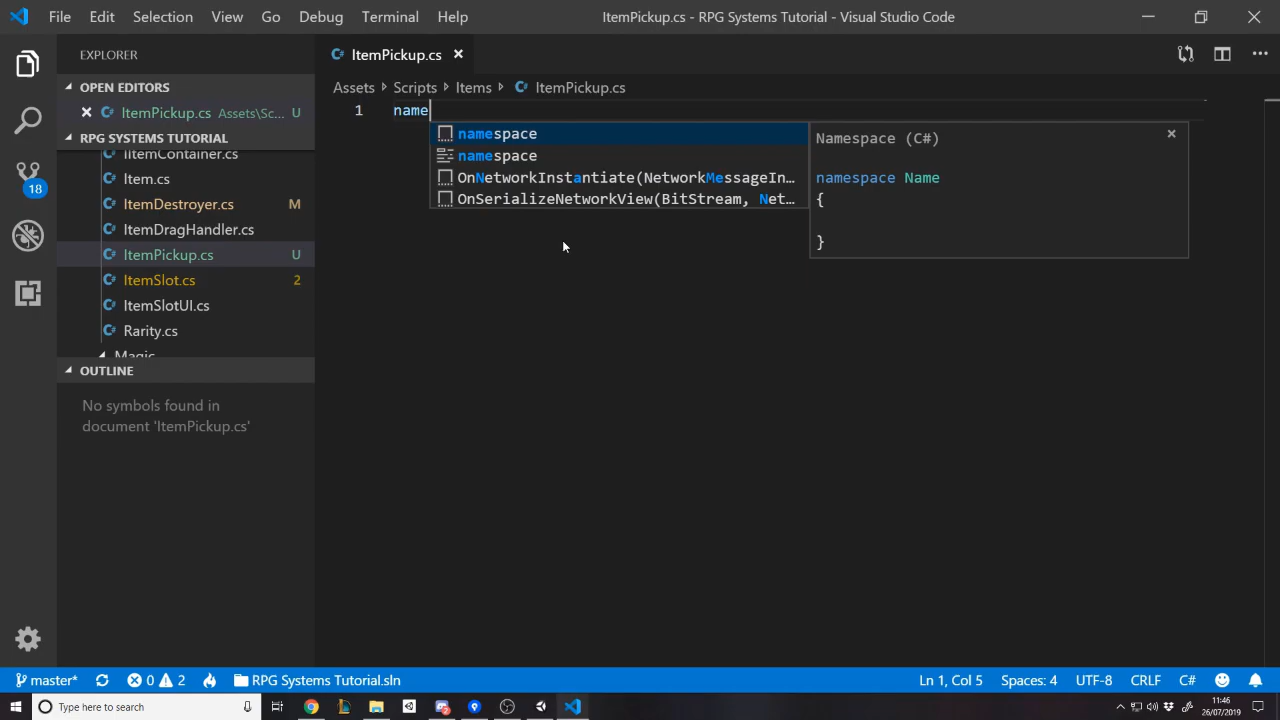 File Edit Selection View Go Debug Terminal Help
ItemPickup.cs - RPG Systems Tutorial - Visual Studio Code
EXPLORER
ItemPickup.cs
OPEN EDITORS
ItemPickup.cs Assets\Sc... U
Assets Scripts Items ItemPickup.cs
RPG SYSTEMS TUTORIAL
IItemContainer.cs
Item.cs
ItemDestroyer.cs M
ItemDragHandler.cs
ItemPickup.cs U
ItemSlot.cs 2
ItemSlotUI.cs
Rarity.cs
Magic
18
OUTLINE
No symbols found in
document 'ItemPickup.cs'
1 name
namespace
namespace
OnNetworkInstantiate(NetworkMessageIn...
OnSerializeNetworkView(BitStream, Net...
Namespace (C#)
namespace Name
{
}
master* 0 2 RPG Systems Tutorial.sln Ln 1, Col 5 Spaces: 4 UTF-8 CRLF C#
Type here to search
11:46
26/07/2019